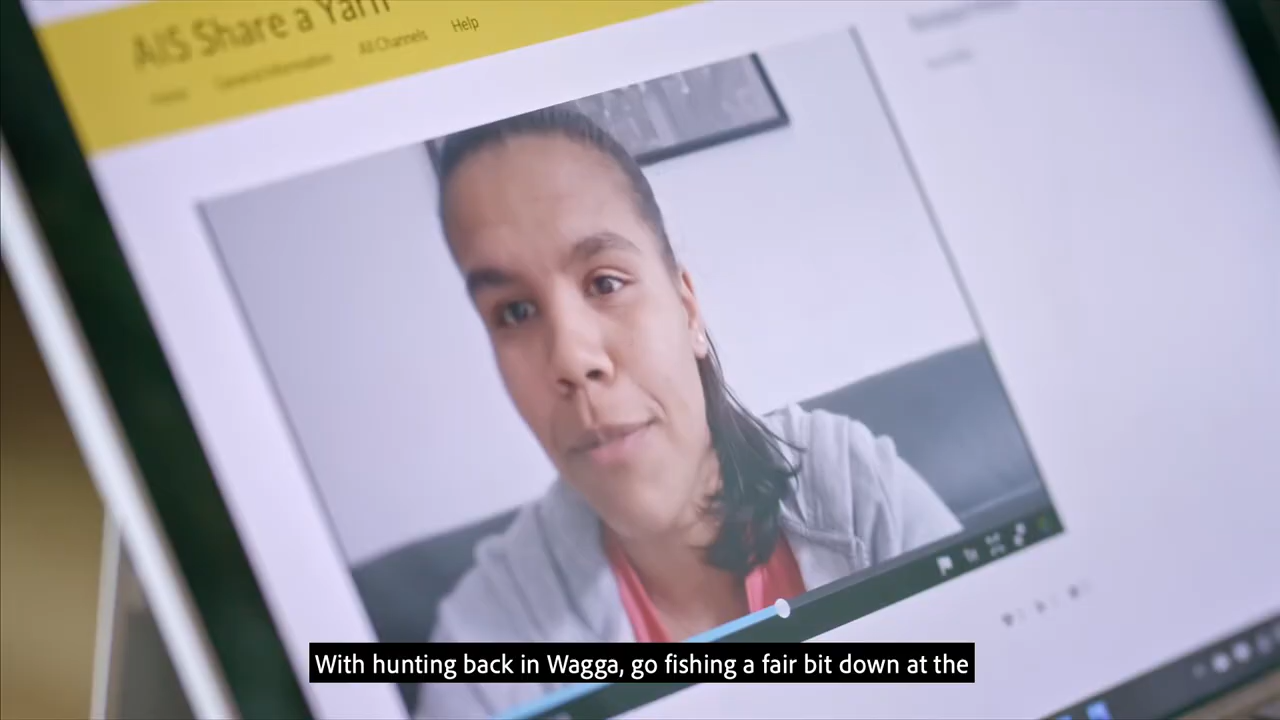 AIS Share a Yarn
Home General Information All Channels Help
With hunting back in Wagga, go fishing a fair bit down at the